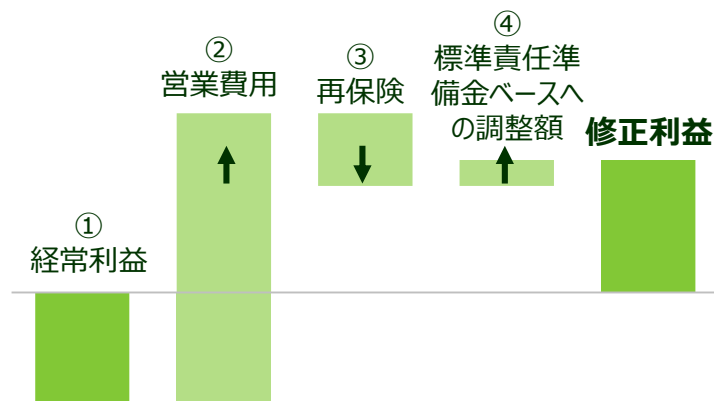 ①
経常利益
②
営業費用
③
再保険
④
標準責任準
備金ベースへ
の調整額
修正利益